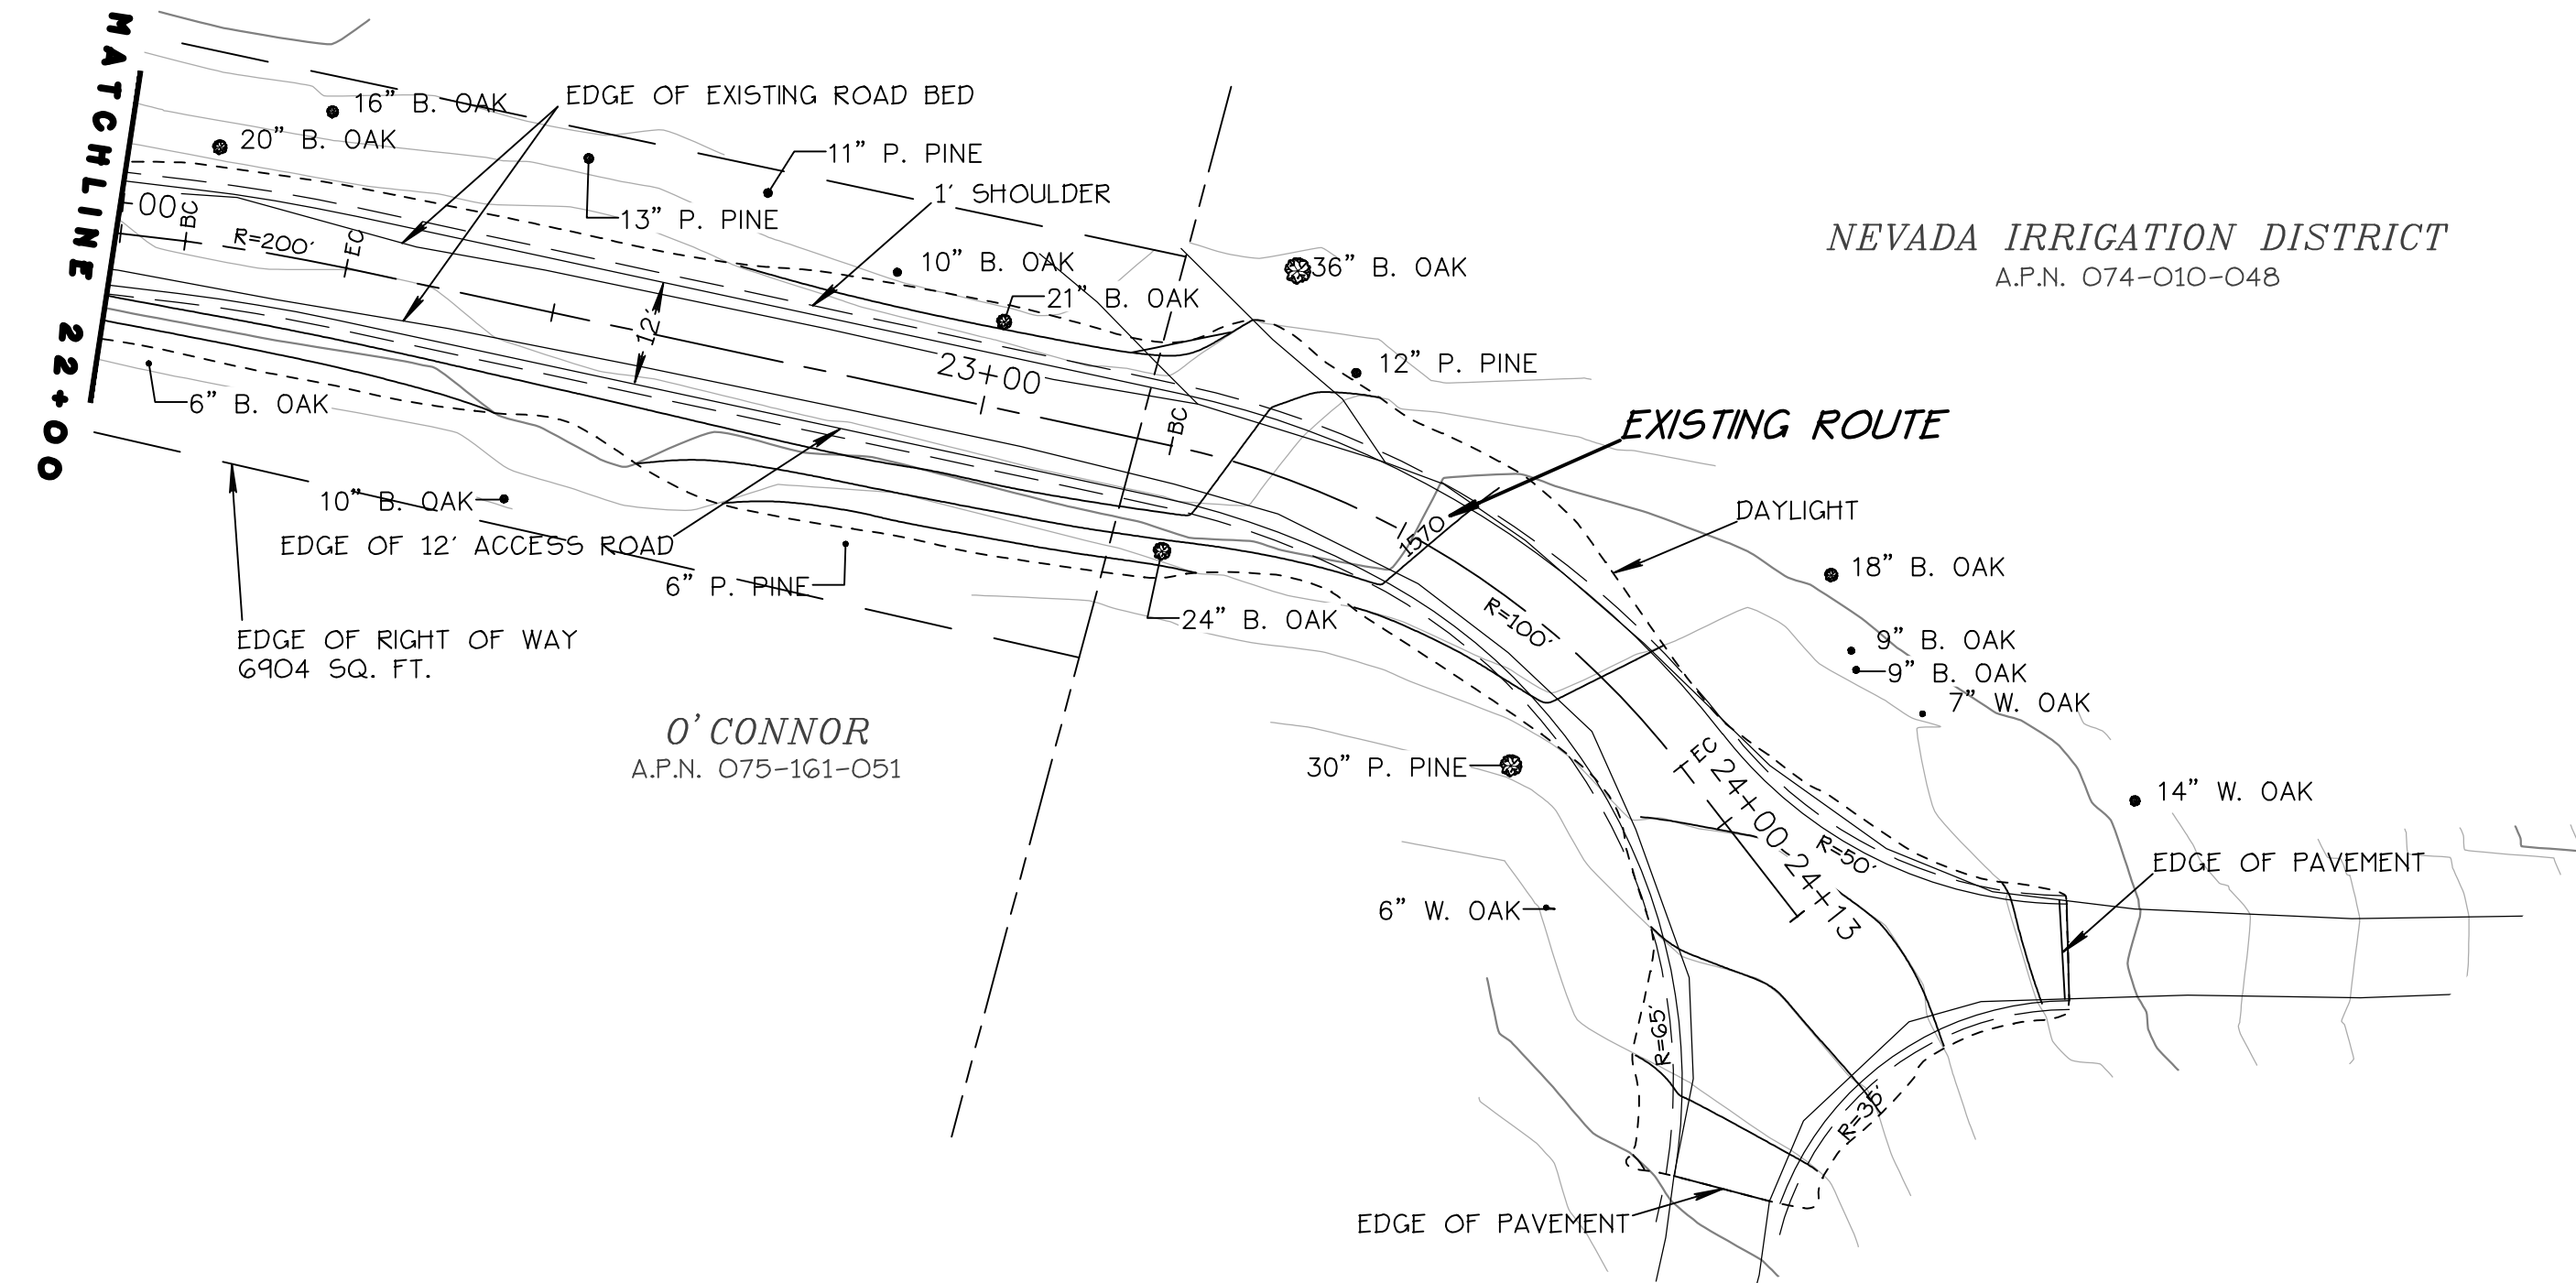 MATCHLINE 22+00
16” B. OAK
20” B. OAK
EDGE OF EXISTING ROAD BED
11” P. PINE
13” P. PINE
1’ SHOULDER
+00
BC
R=200’
EC
12’
10” B. OAK
21” B. OAK
36” B. OAK
NEVADA IRRIGATION DISTRICT
A.P.N. 074-010-048
23+00
BC
12” P. PINE
6” B. OAK
EXISTING ROUTE
10” B. OAK
EDGE OF 12’ ACCESS ROAD
6” P. PINE
1570
DAYLIGHT
18” B. OAK
R=100’
24” B. OAK
EDGE OF RIGHT OF WAY
6904 SQ. FT.
9” B. OAK
9” B. OAK
7” W. OAK
O’CONNOR
A.P.N. 075-161-051
30” P. PINE
EC
24+00-24+13
14” W. OAK
R=50’
EDGE OF PAVEMENT
6” W. OAK
R=65’
R=35’
EDGE OF PAVEMENT